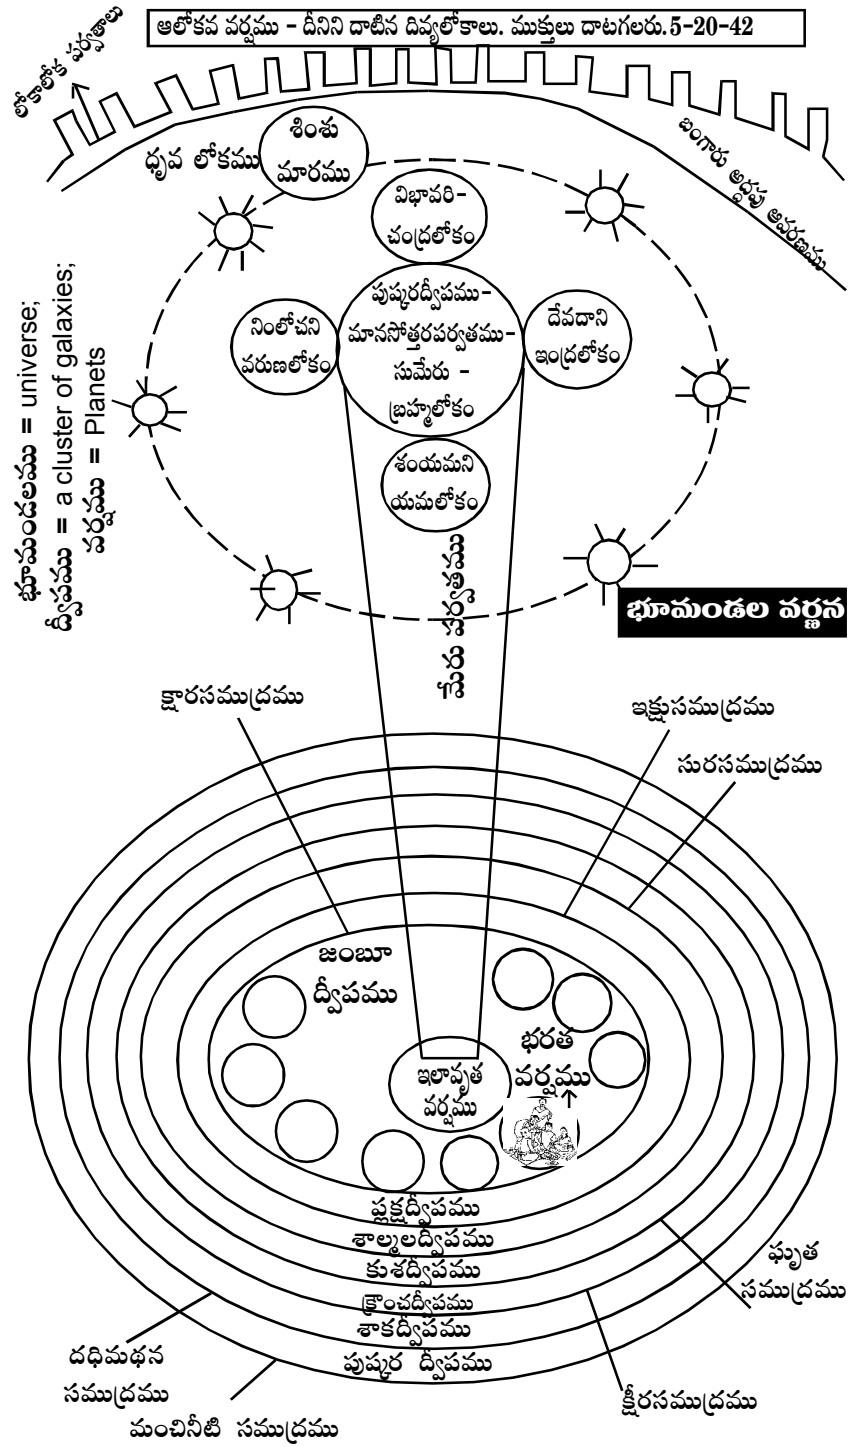 ఆలోకవ వర్షము - దీనిని దాటిన దివ్యలోకాలు. ముక్తులు దాటగలరు.5-20-42
లోకాలోక పర్వతాలు
బంగారు అద్దపు ఆవరణము
ధృవ లోకము
శింశు
మారము
విభావరి-
చంద్రలోకం
పుష్కరద్వీపము-
మానసోత్తరపర్వతము-
సుమేరు -
బ్రహ్మలోకం
నింలోచని
వరుణలోకం
దేవదాని
ఇంద్రలోకం
శంయమని
యమలోకం
భూమండలము = universe;
ద్వీపము = a cluster of galaxies;
వర్షము = Planets
మేరు పర్వతము
భూమండల వర్ణన
క్షారసముద్రము
ఇక్షుసముద్రము
సురసముద్రము
జంబూ
ద్వీపము
భరత
వర్షము
ఇలావృత
వర్షము
ప్లక్షద్వీపము
శాల్మలద్వీపము
కుశద్వీపము
క్రౌంచద్వీపము
శాకద్వీపము
పుష్కర ద్వీపము
ఘృత
సముద్రము
దధిమథన
సముద్రము
మంచినీటి సముద్రము
క్షీరసముద్రము